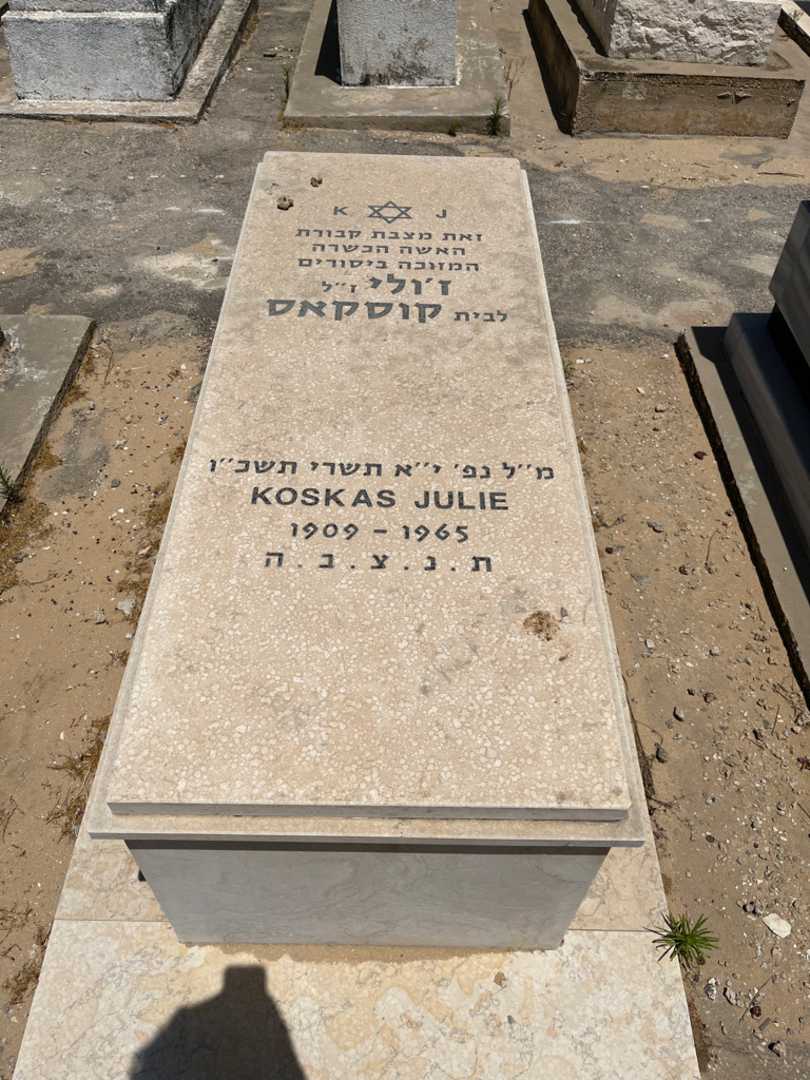 K J
זאת מצבת קבורת
האשה הכשרה
המזוכה ביסורים
ז׳ולי ז״ל
לבית קוסקאס
מ״ל נפ׳ י״א תשרי תשכ״ו
KOSKAS JULIE
1909 - 1965
ת . נ . צ . ב . ה